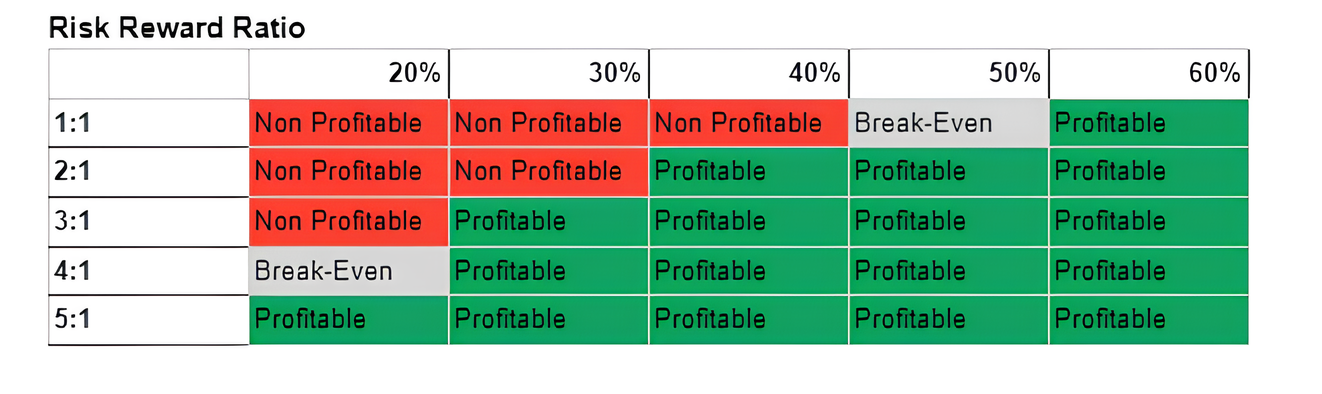 Risk Reward Ratio
20% 30% 40% 50% 60%
1:1 Non Profitable Non Profitable Non Profitable Break-Even Profitable
2:1 Non Profitable Non Profitable Profitable Profitable Profitable
3:1 Non Profitable Profitable Profitable Profitable Profitable
4:1 Break-Even Profitable Profitable Profitable Profitable
5:1 Profitable Profitable Profitable Profitable Profitable